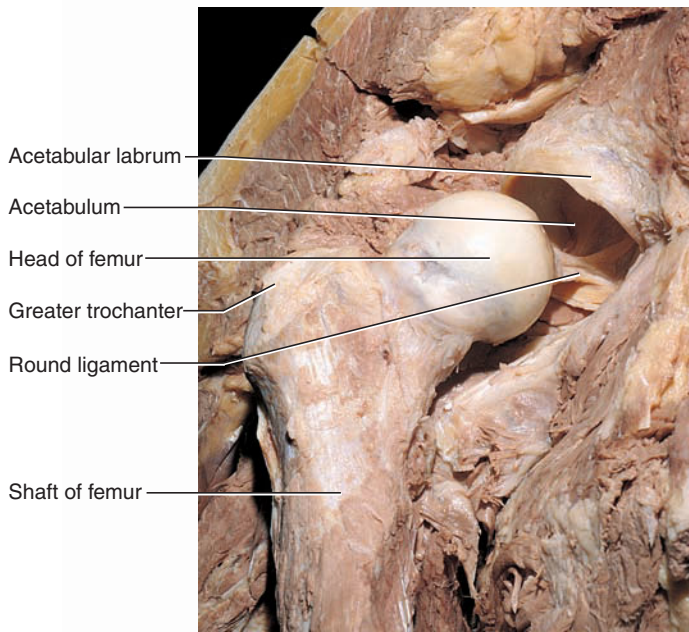 Acetabular labrum
Acetabulum
Head of femur
Greater trochanter
Round ligament
Shaft of femur